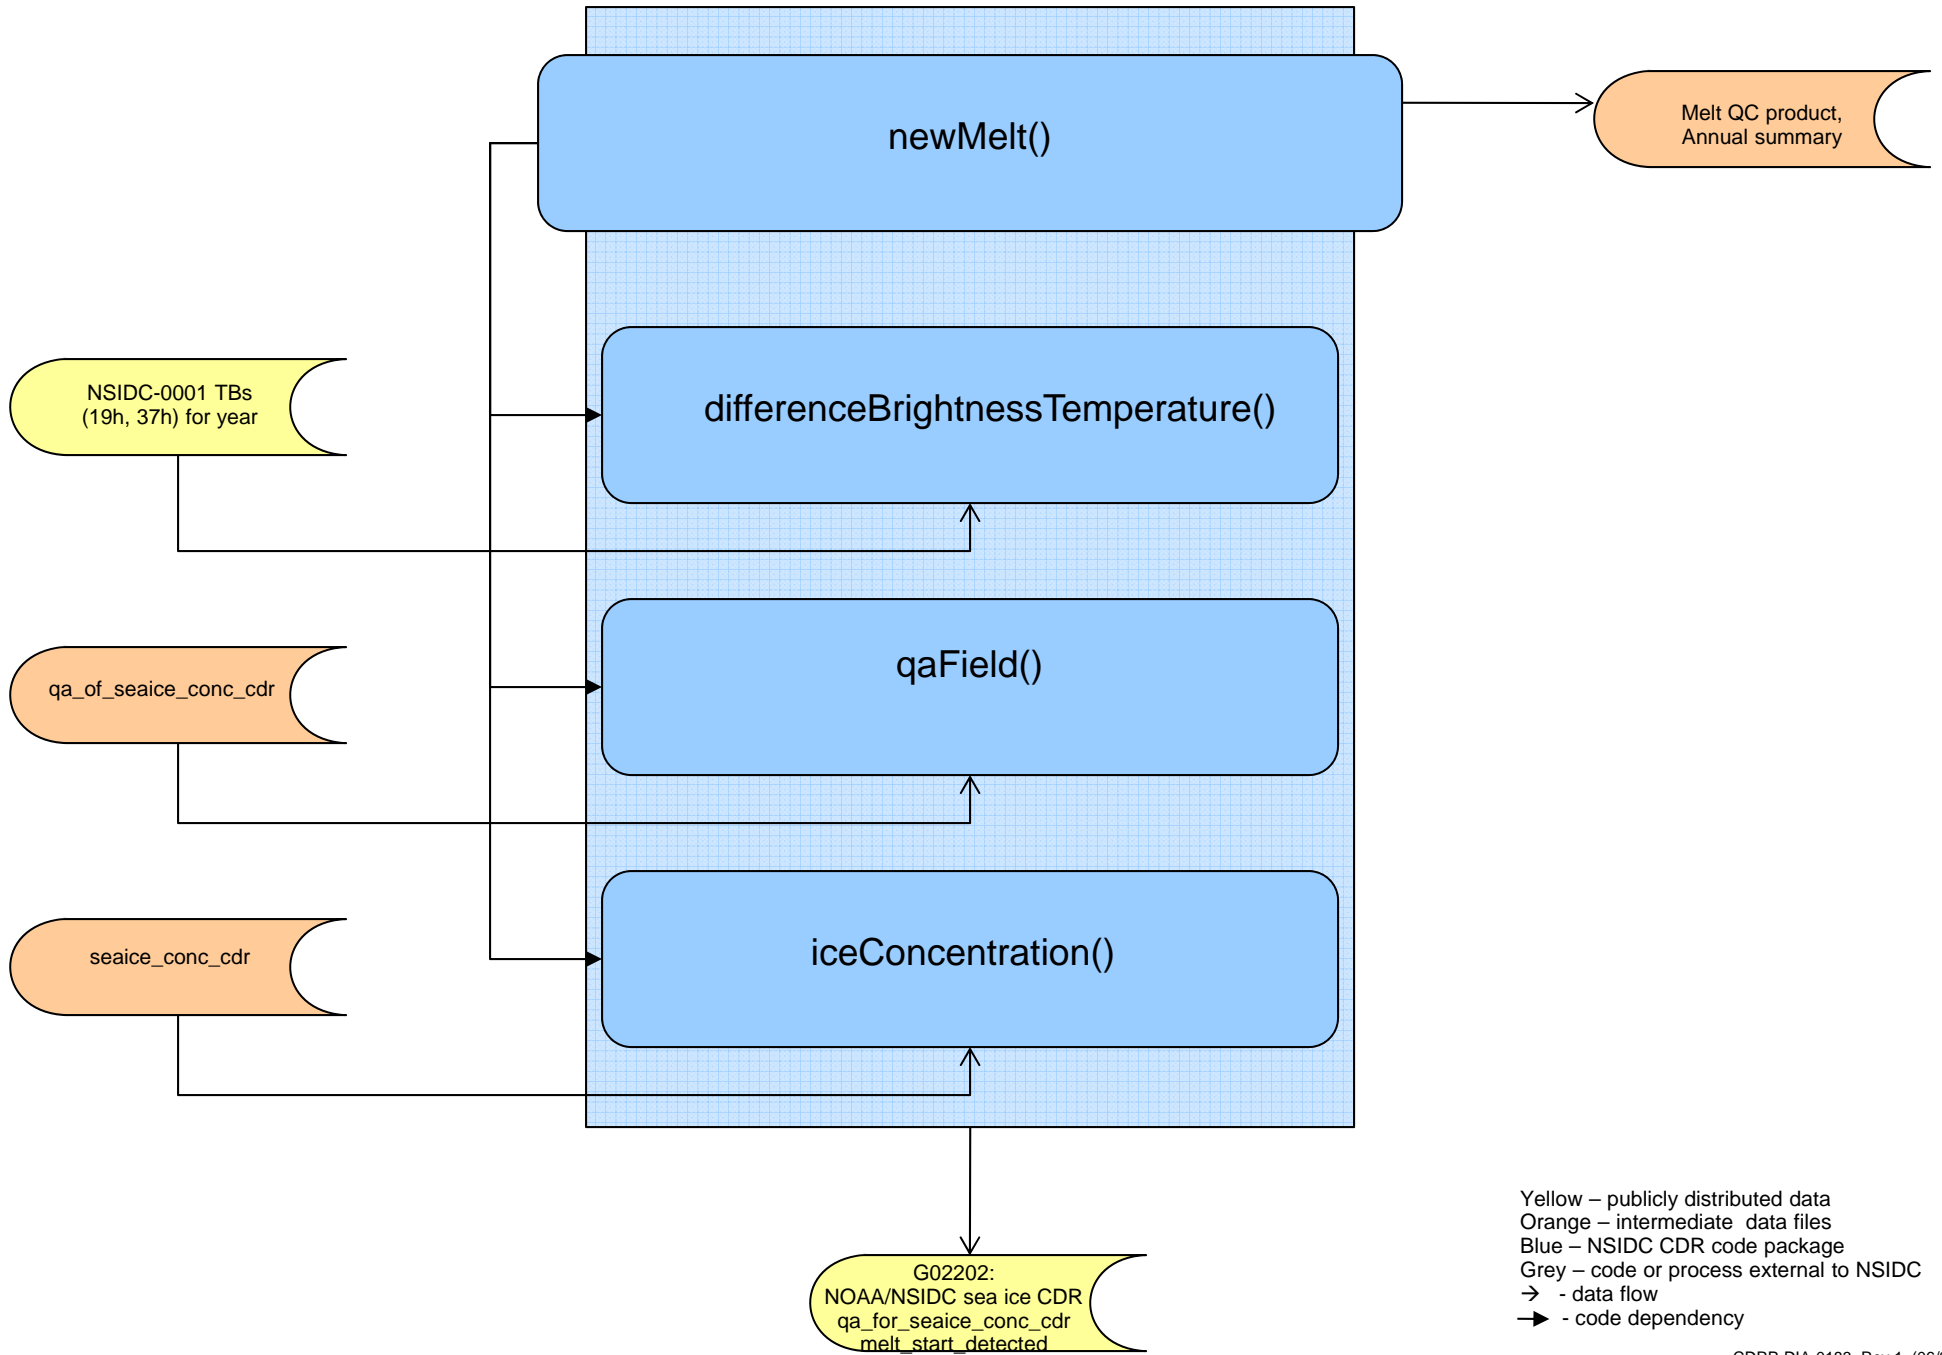 newMelt()
Melt QC product,
Annual summary
NSIDC-0001 TBs
(19h, 37h) for year
differenceBrightnessTemperature()
qa_of_seaice_conc_cdr
qaField()
seaice_conc_cdr
iceConcentration()
G02202:
NOAA/NSIDC sea ice CDR
qa_for_seaice_conc_cdr
melt_start_detected
Yellow – publicly distributed data
Orange – intermediate data files
Blue – NSIDC CDR code package
Grey – code or process external to NSIDC
→ - data flow
- code dependency